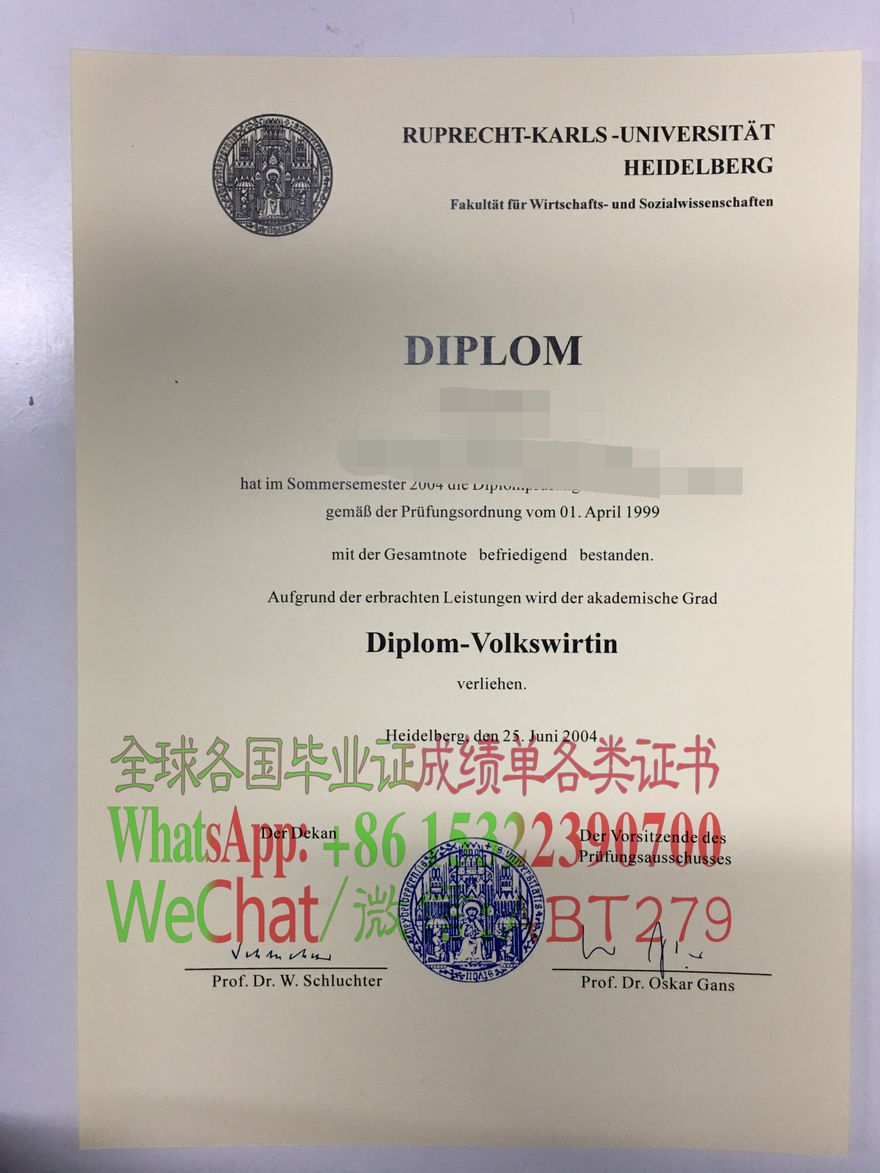 RUPRECHT-KARLS-UNIVERSITÄT
HEIDELBERG
Fakultät für Wirtschafts- und Sozialwissenschaften
DIPLOM
hat im Sommersemester 2004 die
gemäß der Prüfungsordnung vom 01. April 1999
mit der Gesamtnote befriedigend bestanden.
Aufgrund der erbrachten Leistungen wird der akademische Grad
Diplom-Volkswirtin
verliehen.
Heidelberg, den 25. Juni 2004
全球各国毕业证成绩单各类证书
Der Dekan
Der Vorsitzende des
Prüfungsausschusses
WhatsApp: +86 15322390700
WeChat/微 BT279
Prof. Dr. W. Schluchter
Prof. Dr. Oskar Gans